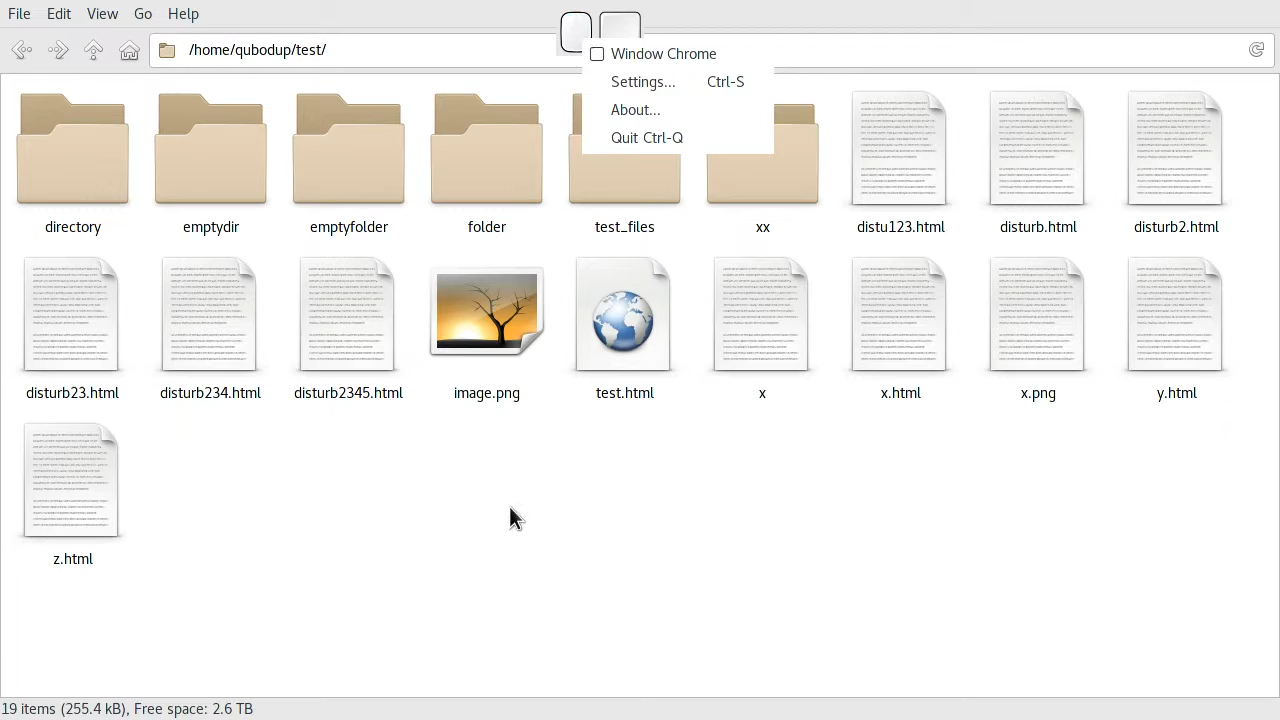 File Edit View Go Help
/home/qubodup/test/
Window Chrome
Settings... Ctrl-S
About...
Quit Ctrl-Q
directory emptydir emptyfolder folder test_files xx distu123.html disturb.html disturb2.html
disturb23.html disturb234.html disturb2345.html image.png test.html x x.html x.png y.html
z.html
19 items (255.4 kB), Free space: 2.6 TB